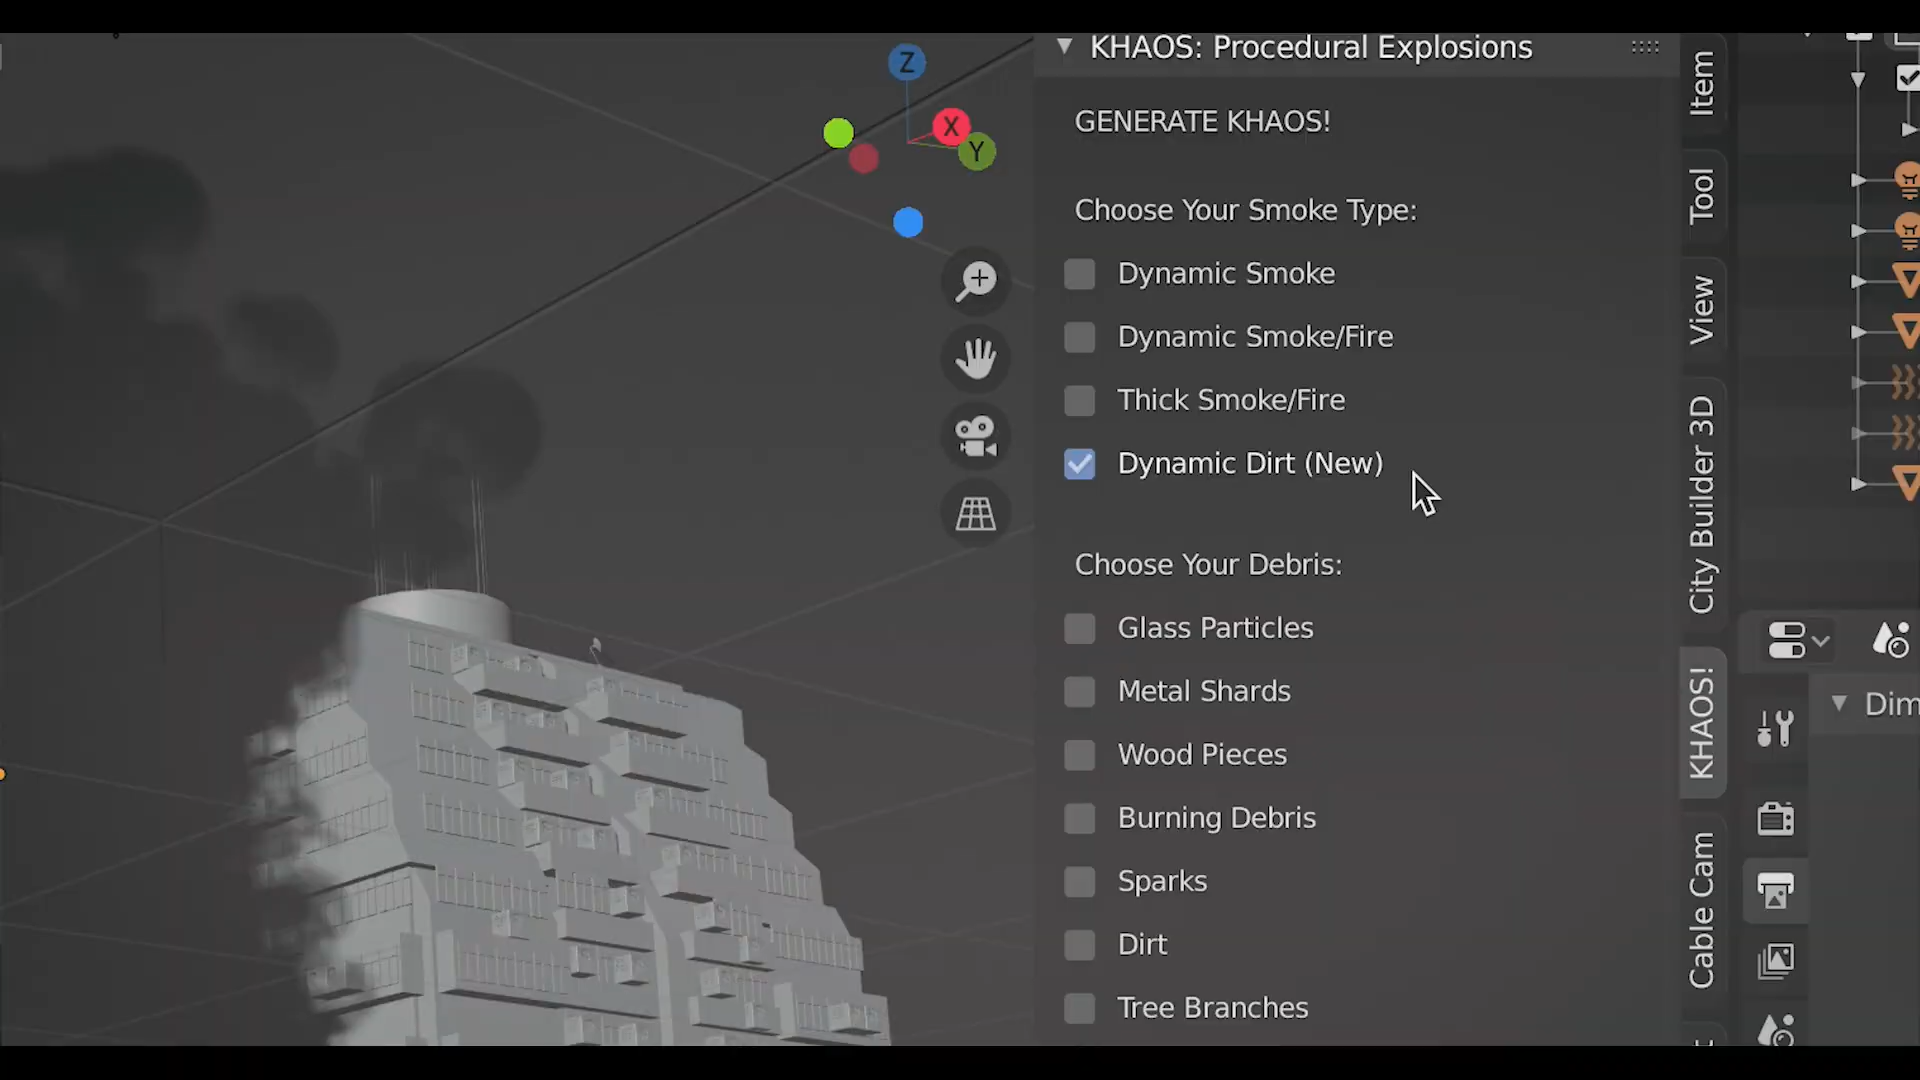 KHAOS: Procedural Explosions
GENERATE KHAOS!
Choose Your Smoke Type:
Dynamic Smoke
Dynamic Smoke/Fire
Thick Smoke/Fire
Dynamic Dirt (New)
Choose Your Debris:
Glass Particles
Metal Shards
Wood Pieces
Burning Debris
Sparks
Dirt
Tree Branches
Z
X
Y
Item
Tool
View
City Builder 3D
KHAOS!
Cable Cam
Dim